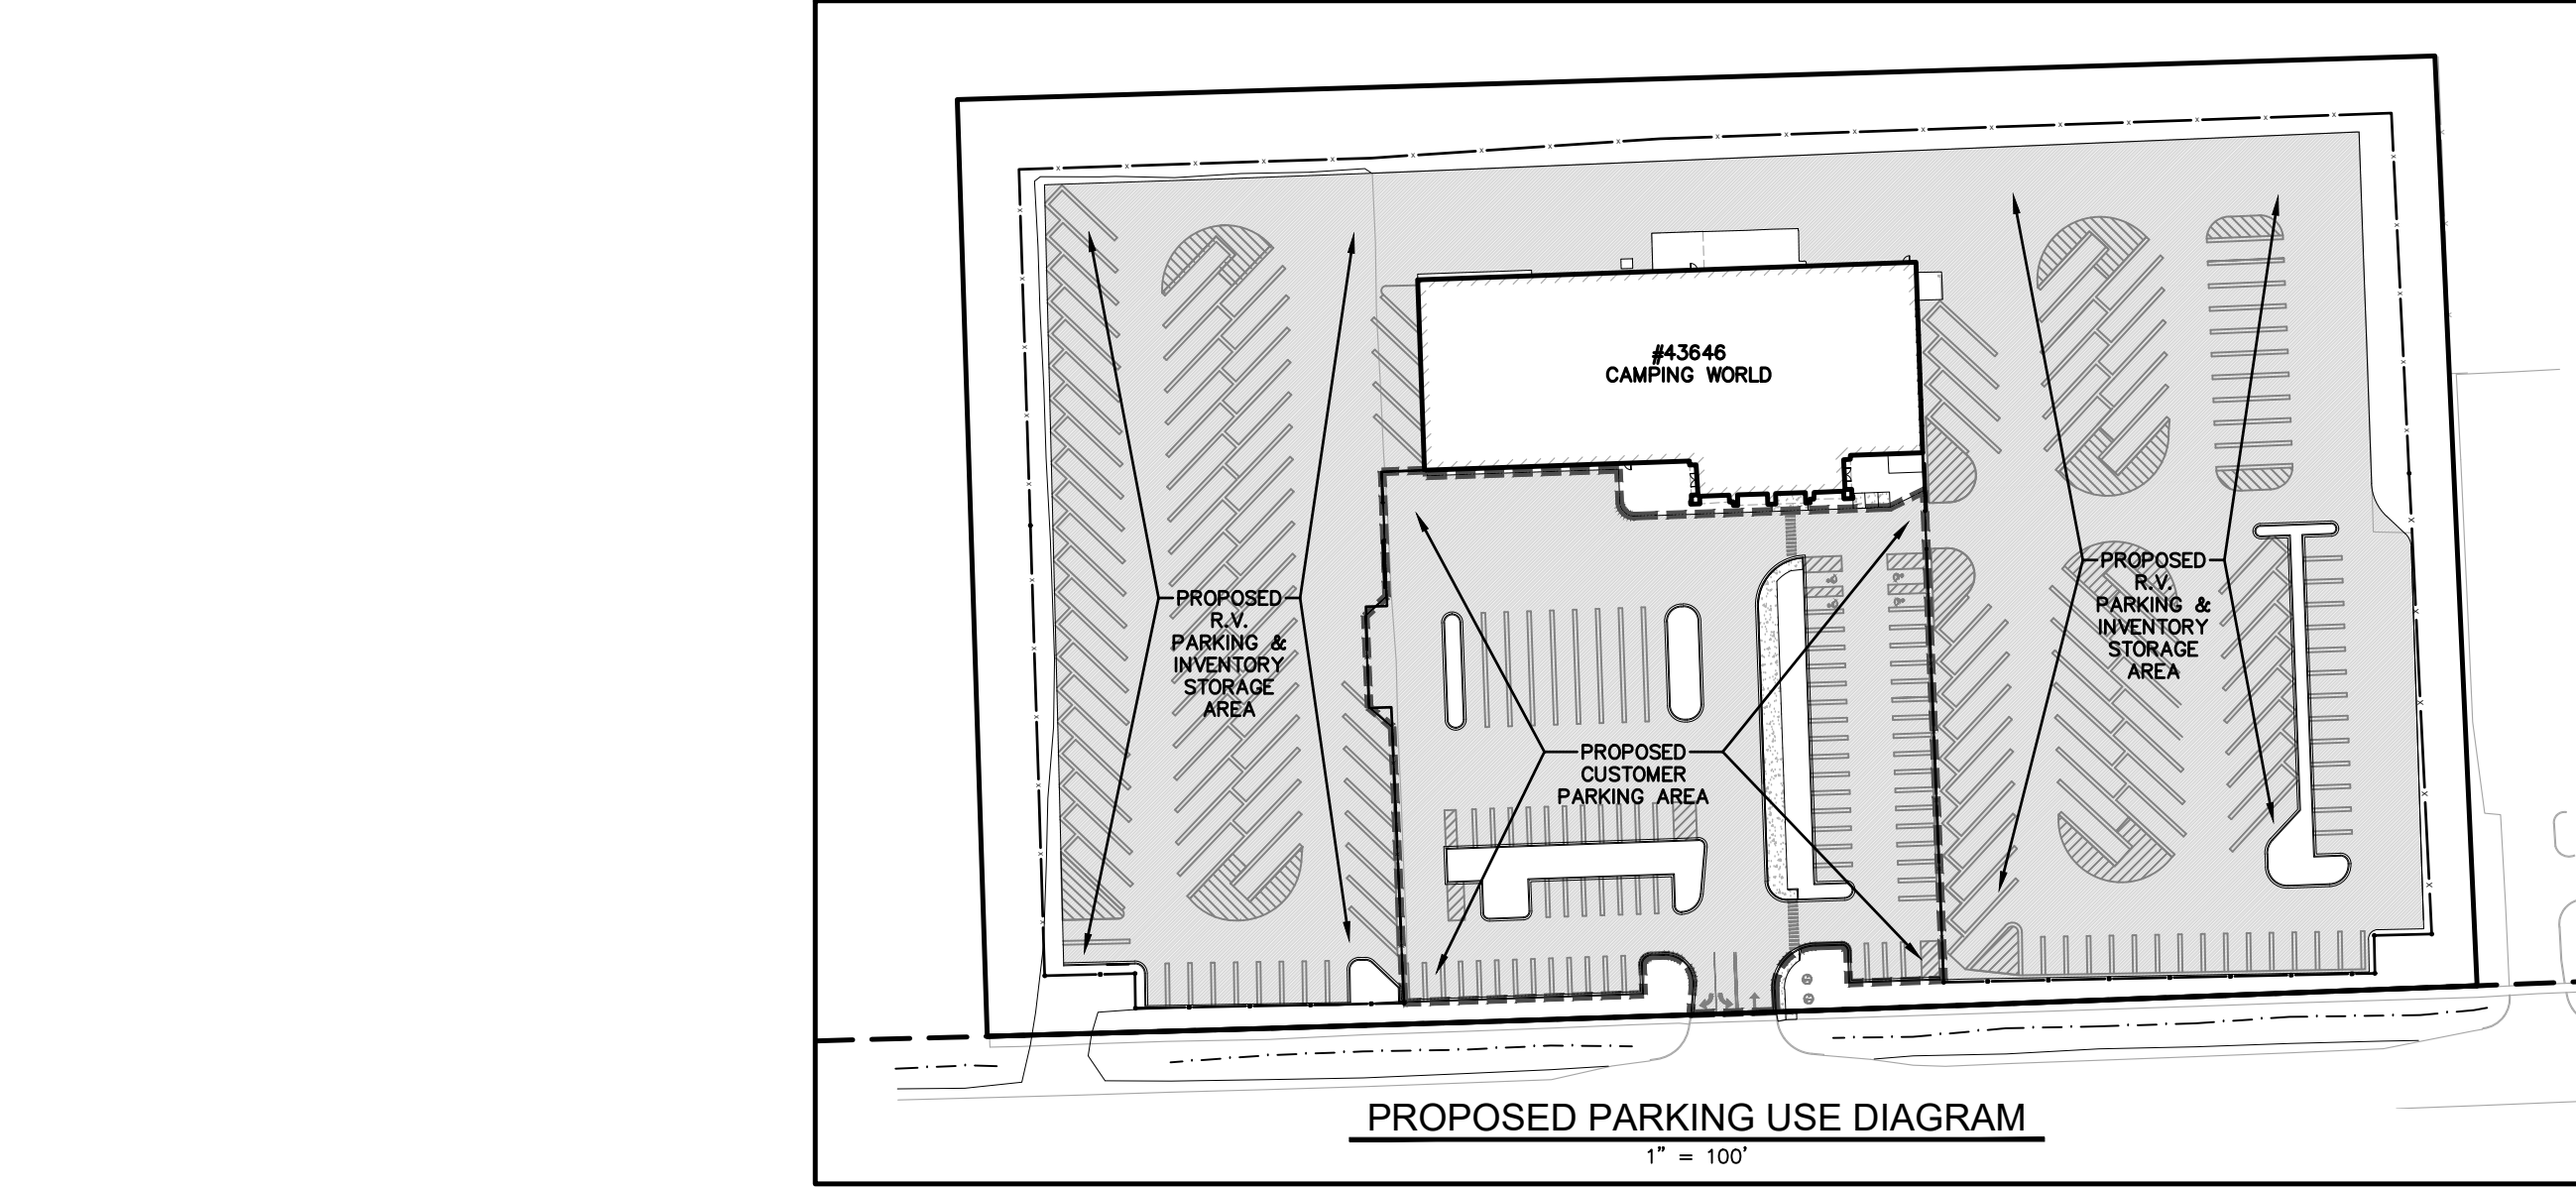 #43646
CAMPING WORLD
PROPOSED
R.V.
PARKING &
INVENTORY
STORAGE
AREA
PROPOSED
R.V.
PARKING &
INVENTORY
STORAGE
AREA
PROPOSED
CUSTOMER
PARKING AREA
PROPOSED PARKING USE DIAGRAM
1" = 100'